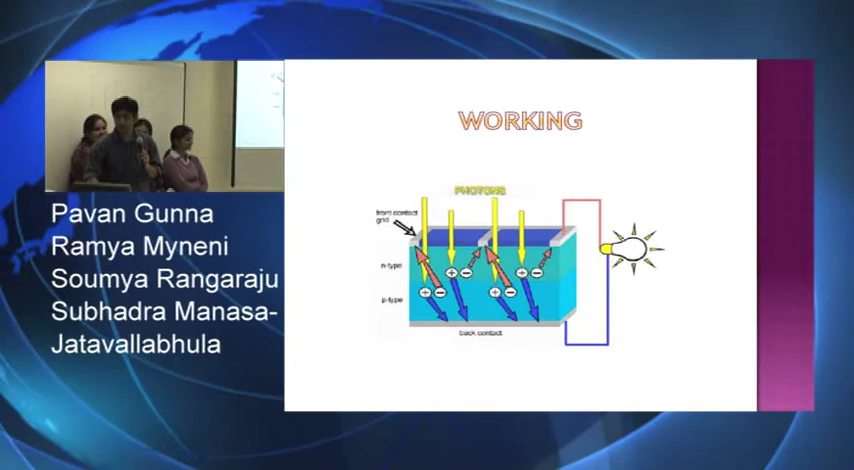 Pavan Gunna
Ramya Myneni
Soumya Rangaraju
Subhadra Manasa-
Jatavallabhula
WORKING
PHOTONS
front contact
grid
n-type
p-type
back contact